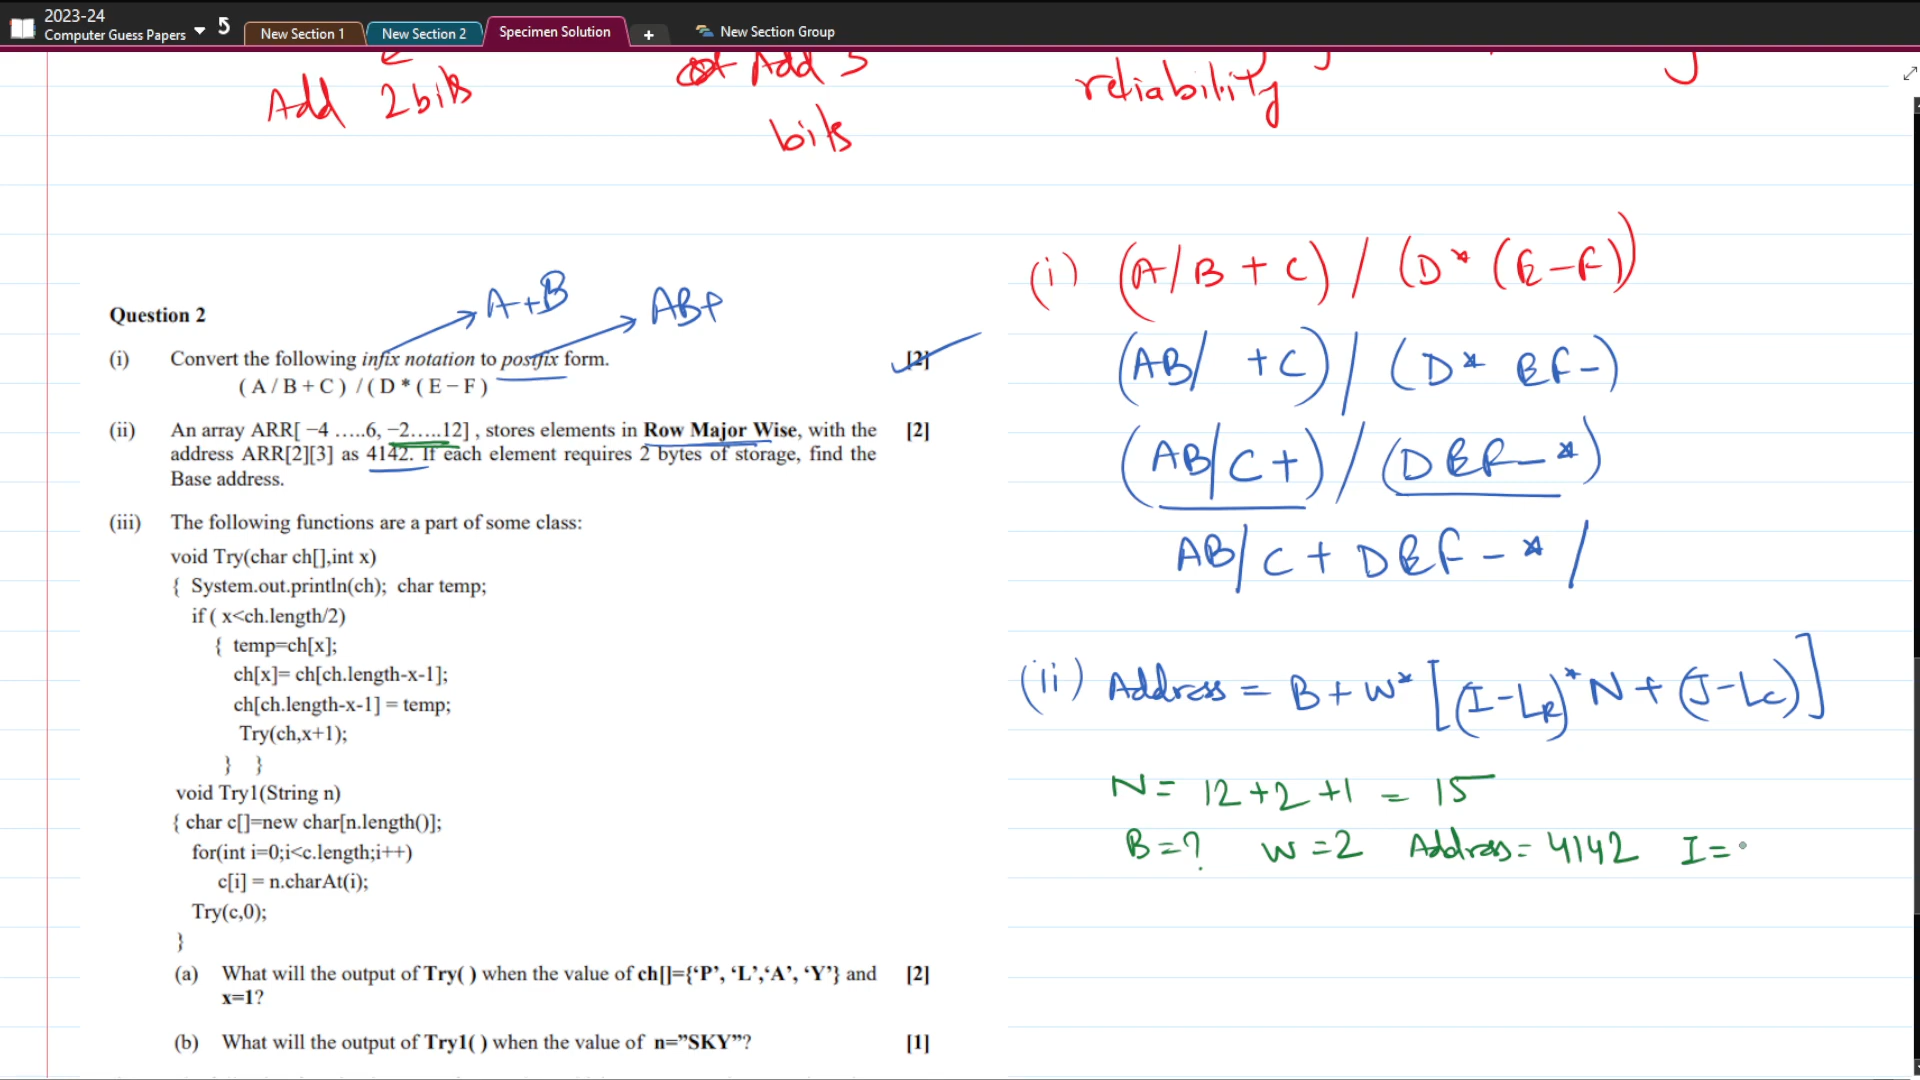 2023-24
Computer Guess Papers
New Section 1
New Section 2
Specimen Solution
+
New Section Group
Add 2 bits
Add 3
bits
reliability
A+B
AB+
Question 2
(i) Convert the following infix notation to postfix form. [2]
( A / B + C ) / ( D * ( E – F )
(ii) An array ARR[ −4 …..6, −2…..12] , stores elements in Row Major Wise, with the [2]
address ARR[2][3] as 4142. If each element requires 2 bytes of storage, find the
Base address.
(iii) The following functions are a part of some class:
void Try(char ch[],int x)
{ System.out.println(ch); char temp;
if ( x<ch.length/2)
{ temp=ch[x];
ch[x]= ch[ch.length-x-1];
ch[ch.length-x-1] = temp;
Try(ch,x+1);
} }
void Try1(String n)
{ char c[]=new char[n.length()];
for(int i=0;i<c.length;i++)
c[i] = n.charAt(i);
Try(c,0);
}
(a) What will the output of Try( ) when the value of ch[]={‘P’, ‘L’,‘A’, ‘Y’} and [2]
x=1?
(b) What will the output of Try1( ) when the value of n=”SKY”? [1]
(i) (A/B + C) / (D * (E-F))
(AB/ +C) / (D* EF-)
(AB/C+) / (DEF-*)
AB/C+DEF-*/
(ii) Address = B + W* [(I-LR)* N + (J-LC)]
N = 12+2+1 = 15
B=? W=2 Address= 4142 I=